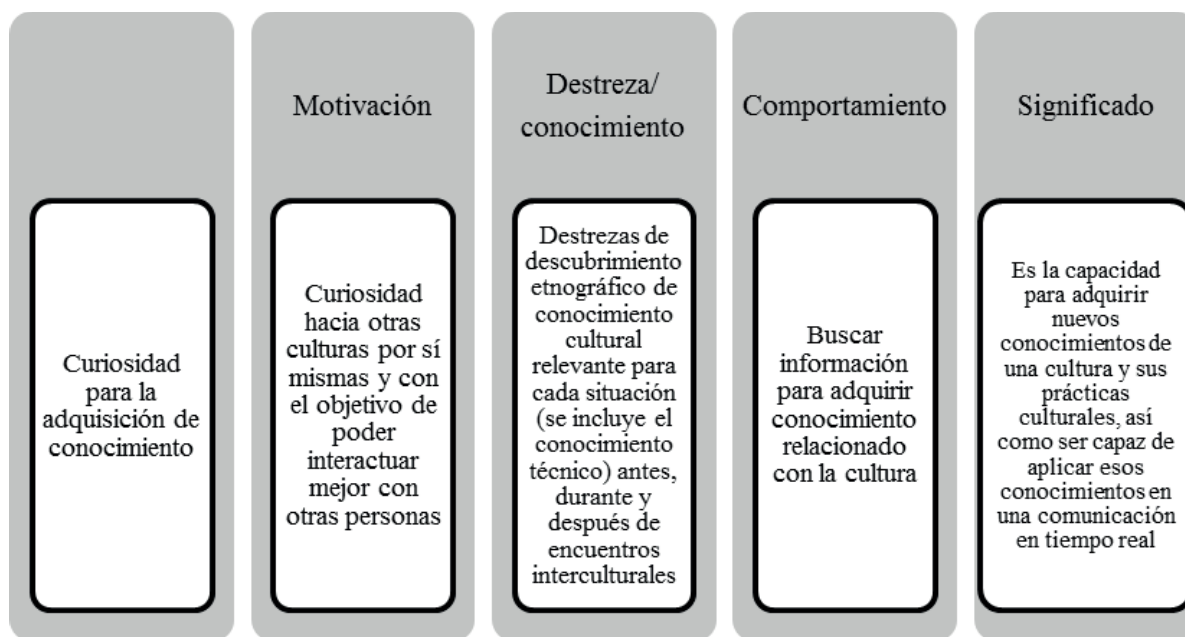 Motivación
Destreza/
conocimiento
Comportamiento
Significado
Curiosidad
para la
adquisición de
conocimiento
Curiosidad
hacia otras
culturas por sí
mismas y con
el objetivo de
poder
interactuar
mejor con
otras personas
Destrezas de
descubrimiento
etnográfico de
conocimiento
cultural
relevante para
cada situación
(se incluye el
conocimiento
técnico) antes,
durante y
después de
encuentros
interculturales
Buscar
información
para adquirir
conocimiento
relacionado
con la cultura
Es la capacidad
para adquirir
nuevos
conocimientos de
una cultura y sus
prácticas
culturales, así
como ser capaz de
aplicar esos
conocimientos en
una comunicación
en tiempo real